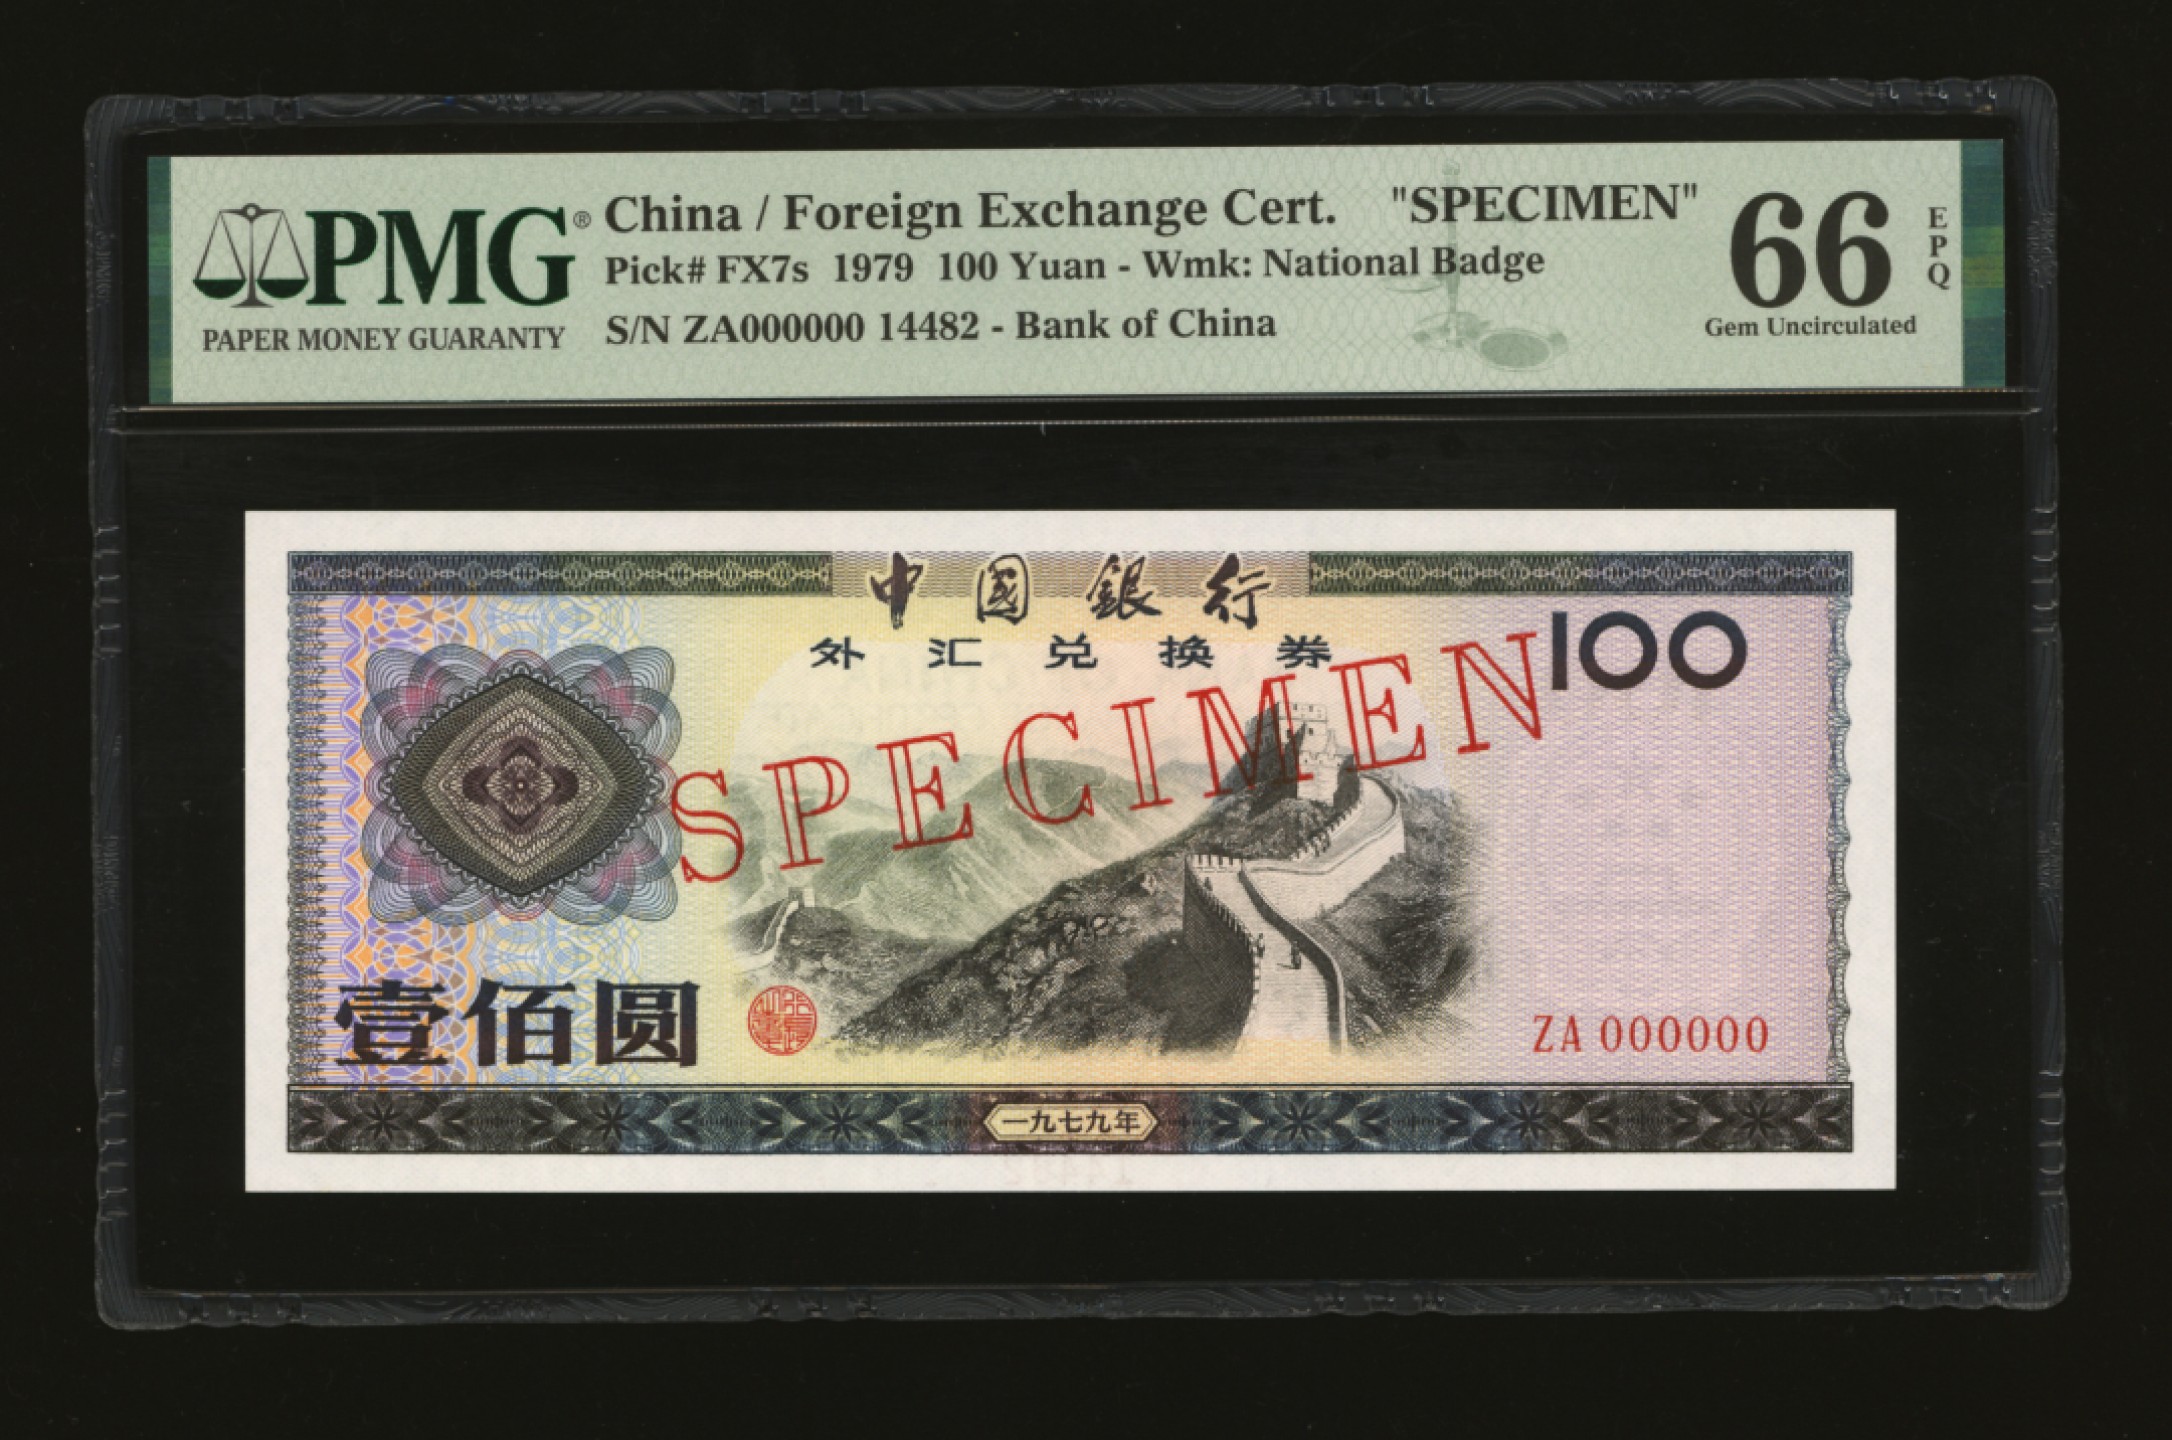 PMG®
PAPER MONEY GUARANTY
China / Foreign Exchange Cert. "SPECIMEN"
Pick# FX7s 1979 100 Yuan - Wmk: National Badge
S/N ZA000000 14482 - Bank of China
66
EPQ
Gem Uncirculated
中国銀行
外汇兑换券
100
SPECIMEN
壹佰圆
ZA 000000
一九七九年